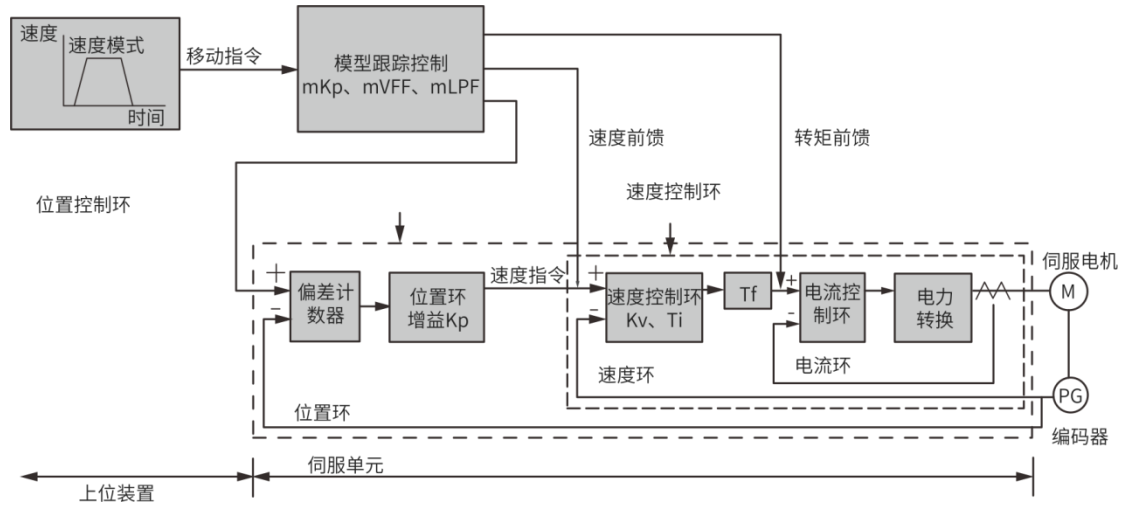 速度
速度模式
时间
移动指令
模型跟踪控制
mKp、mVFF、mLPF
速度前馈
转矩前馈
位置控制环
速度控制环
+
-
偏差计
数器
位置环
增益Kp
速度指令
+
-
速度控制环
Kv、Ti
Tf
+
-
电流控
制环
电力
转换
伺服电机
M
电流环
速度环
位置环
PG
编码器
伺服单元
上位装置